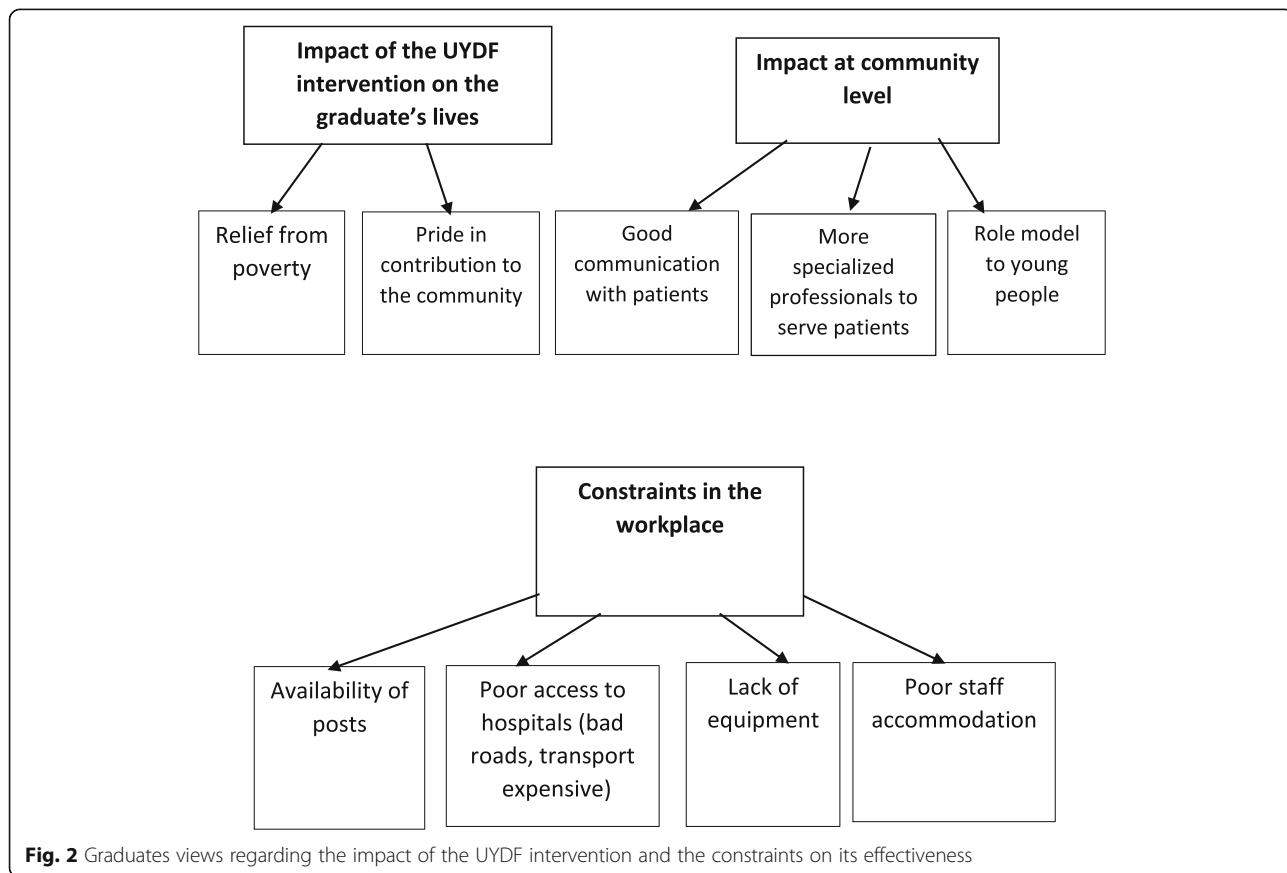 Impact of the UYDF
intervention on the
graduate's lives
Impact at community
level
Relief from
poverty
Pride in
contribution to
the community
Good
communication
with patients
More
specialized
professionals to
serve patients
Role model
to young
people
Constraints in the
workplace
Availability of
posts
Poor access to
hospitals (bad
roads, transport
expensive)
Lack of
equipment
Poor staff
accommodation
Fig. 2 Graduates views regarding the impact of the UYDF intervention and the constraints on its effectiveness